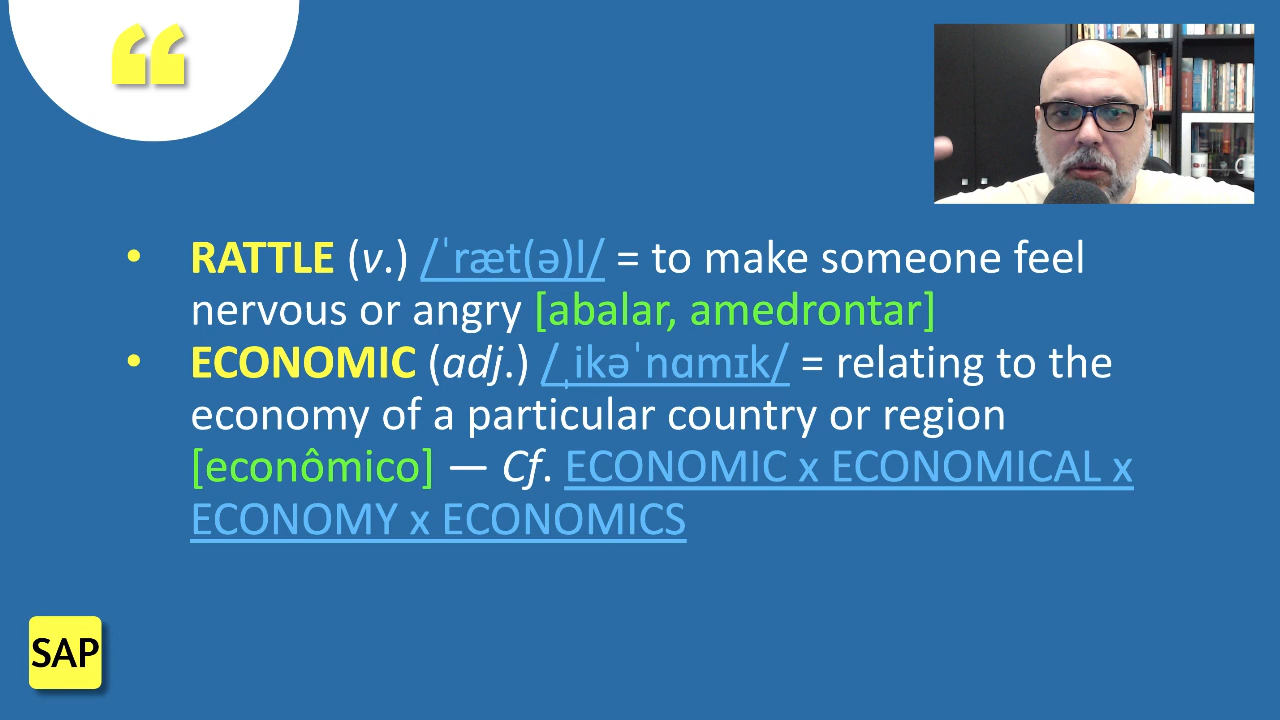 “
• RATTLE (v.) /ˈræt(ə)l/ = to make someone feel
nervous or angry [abalar, amedrontar]
• ECONOMIC (adj.) /ˌikəˈnɑmɪk/ = relating to the
economy of a particular country or region
[econômico] — Cf. ECONOMIC x ECONOMICAL x
ECONOMY x ECONOMICS
SAP